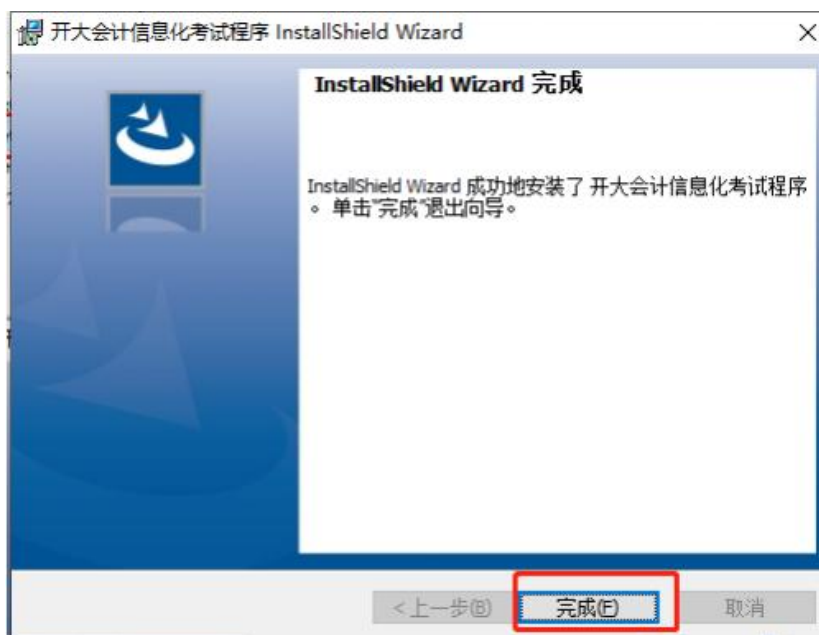 开大会计信息化考试程序 InstallShield Wizard
InstallShield Wizard 完成
InstallShield Wizard 成功地安装了 开大会计信息化考试程序
。 单击"完成"退出向导。
<上一步(B)
完成(F)
取消